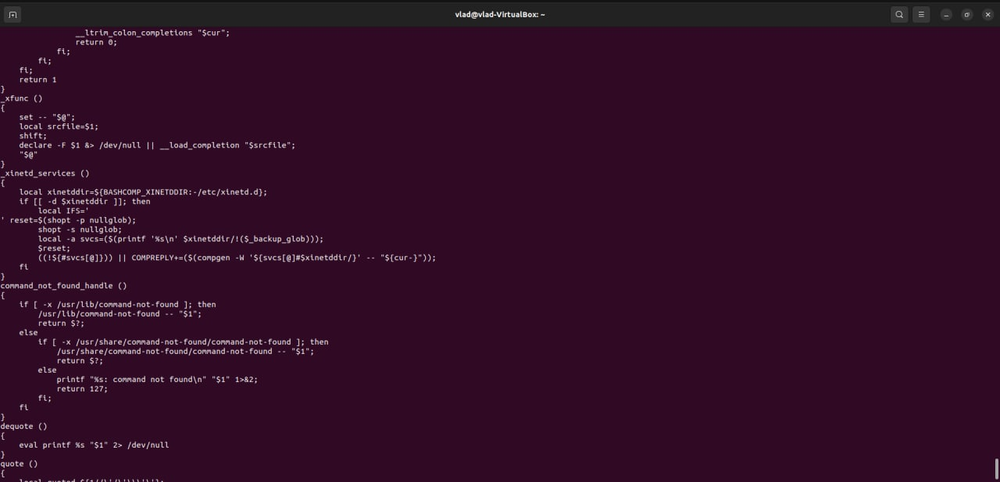 vlad@vlad-VirtualBox: ~
                __ltrim_colon_completions "$cur";
                return 0;
            fi;
        fi;
    fi;
    return 1
}
_xfunc ()
{
    set -- "$@";
    local srcfile=$1;
    shift;
    declare -F $1 &> /dev/null || __load_completion "$srcfile";
    "$@"
}
_xinetd_services ()
{
    local xinetddir=${BASHCOMP_XINETDDIR:-/etc/xinetd.d};
    if [[ -d $xinetddir ]]; then
        local IFS='
' reset=$(shopt -p nullglob);
        shopt -s nullglob;
        local -a svcs=($(printf '%s\n' $xinetddir/!($_backup_glob)));
        $reset;
        ((!${#svcs[@]})) || COMPREPLY+=($(compgen -W '${svcs[@]#$xinetddir/}' -- "${cur-}"));
    fi
}
command_not_found_handle ()
{
    if [ -x /usr/lib/command-not-found ]; then
        /usr/lib/command-not-found -- "$1";
        return $?;
    else
        if [ -x /usr/share/command-not-found/command-not-found ]; then
            /usr/share/command-not-found/command-not-found -- "$1";
            return $?;
        else
            printf "%s: command not found\n" "$1" 1>&2;
            return 127;
        fi;
    fi
}
dequote ()
{
    eval printf %s "$1" 2> /dev/null
}
quote ()
{
    local